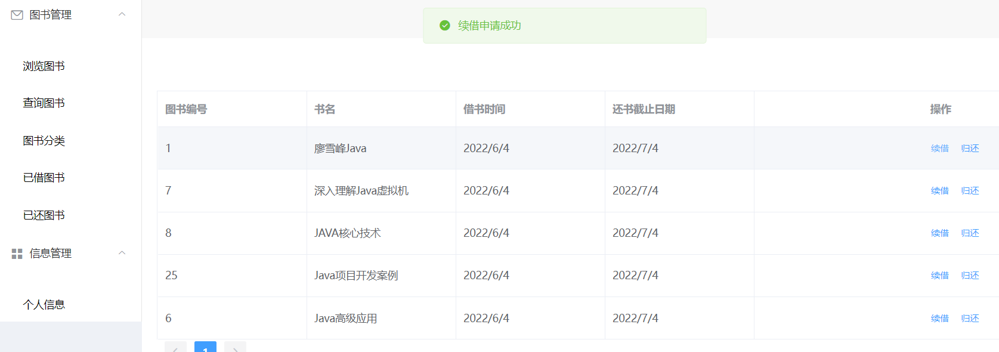 图书管理
浏览图书
查询图书
图书分类
已借图书
已还图书
信息管理
个人信息
续借申请成功
图书编号 书名 借书时间 还书截止日期 操作
1 廖雪峰Java 2022/6/4 2022/7/4 续借 归还
7 深入理解Java虚拟机 2022/6/4 2022/7/4 续借 归还
8 JAVA核心技术 2022/6/4 2022/7/4 续借 归还
25 Java项目开发案例 2022/6/4 2022/7/4 续借 归还
6 Java高级应用 2022/6/4 2022/7/4 续借 归还
1